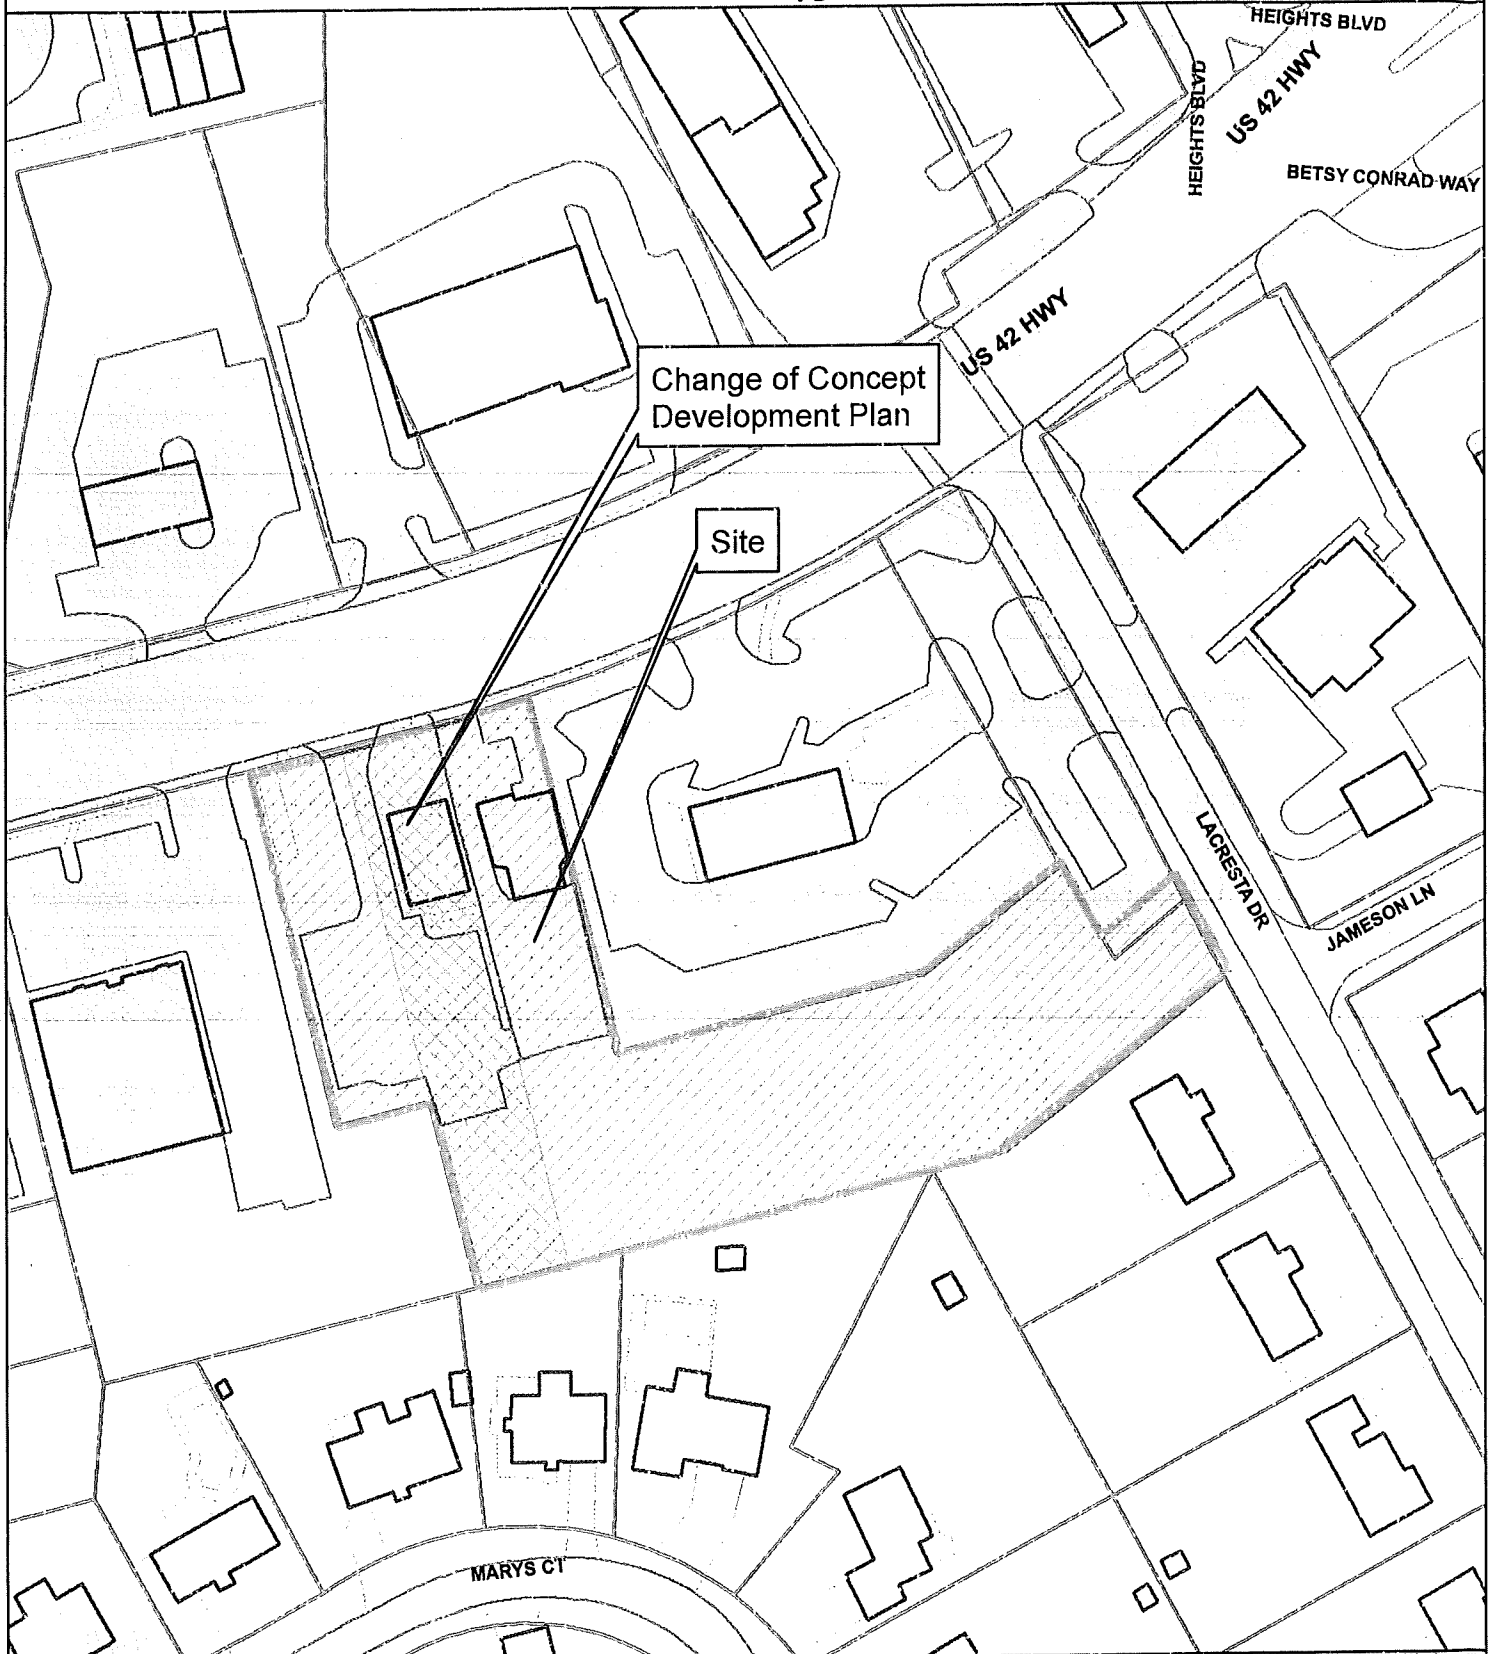 HEIGHTS BLVD
US 42 HWY
HEIGHTS BLVD
BETSY CONRAD WAY
US 42 HWY
Change of Concept
Development Plan
Site
LACRESTA DR
JAMESON LN
MARYS CT